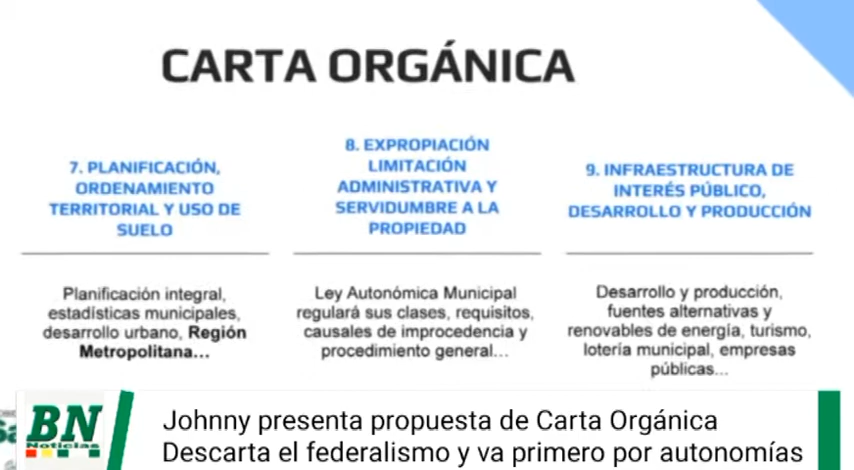 CARTA ORGÁNICA
7. PLANIFICACIÓN,
ORDENAMIENTO
TERRITORIAL Y USO DE
SUELO
Planificación integral,
estadísticas municipales,
desarrollo urbano, Región
Metropolitana...
8. EXPROPIACIÓN
LIMITACIÓN
ADMINISTRATIVA Y
SERVIDUMBRE A LA
PROPIEDAD
Ley Autonómica Municipal
regulará sus clases, requisitos,
causales de improcedencia y
procedimiento general...
9. INFRAESTRUCTURA DE
INTERÉS PÚBLICO,
DESARROLLO Y PRODUCCIÓN
Desarrollo y producción,
fuentes alternativas y
renovables de energía, turismo,
lotería municipal, empresas
públicas...
BN
Noticias
Johnny presenta propuesta de Carta Orgánica
Descarta el federalismo y va primero por autonomías